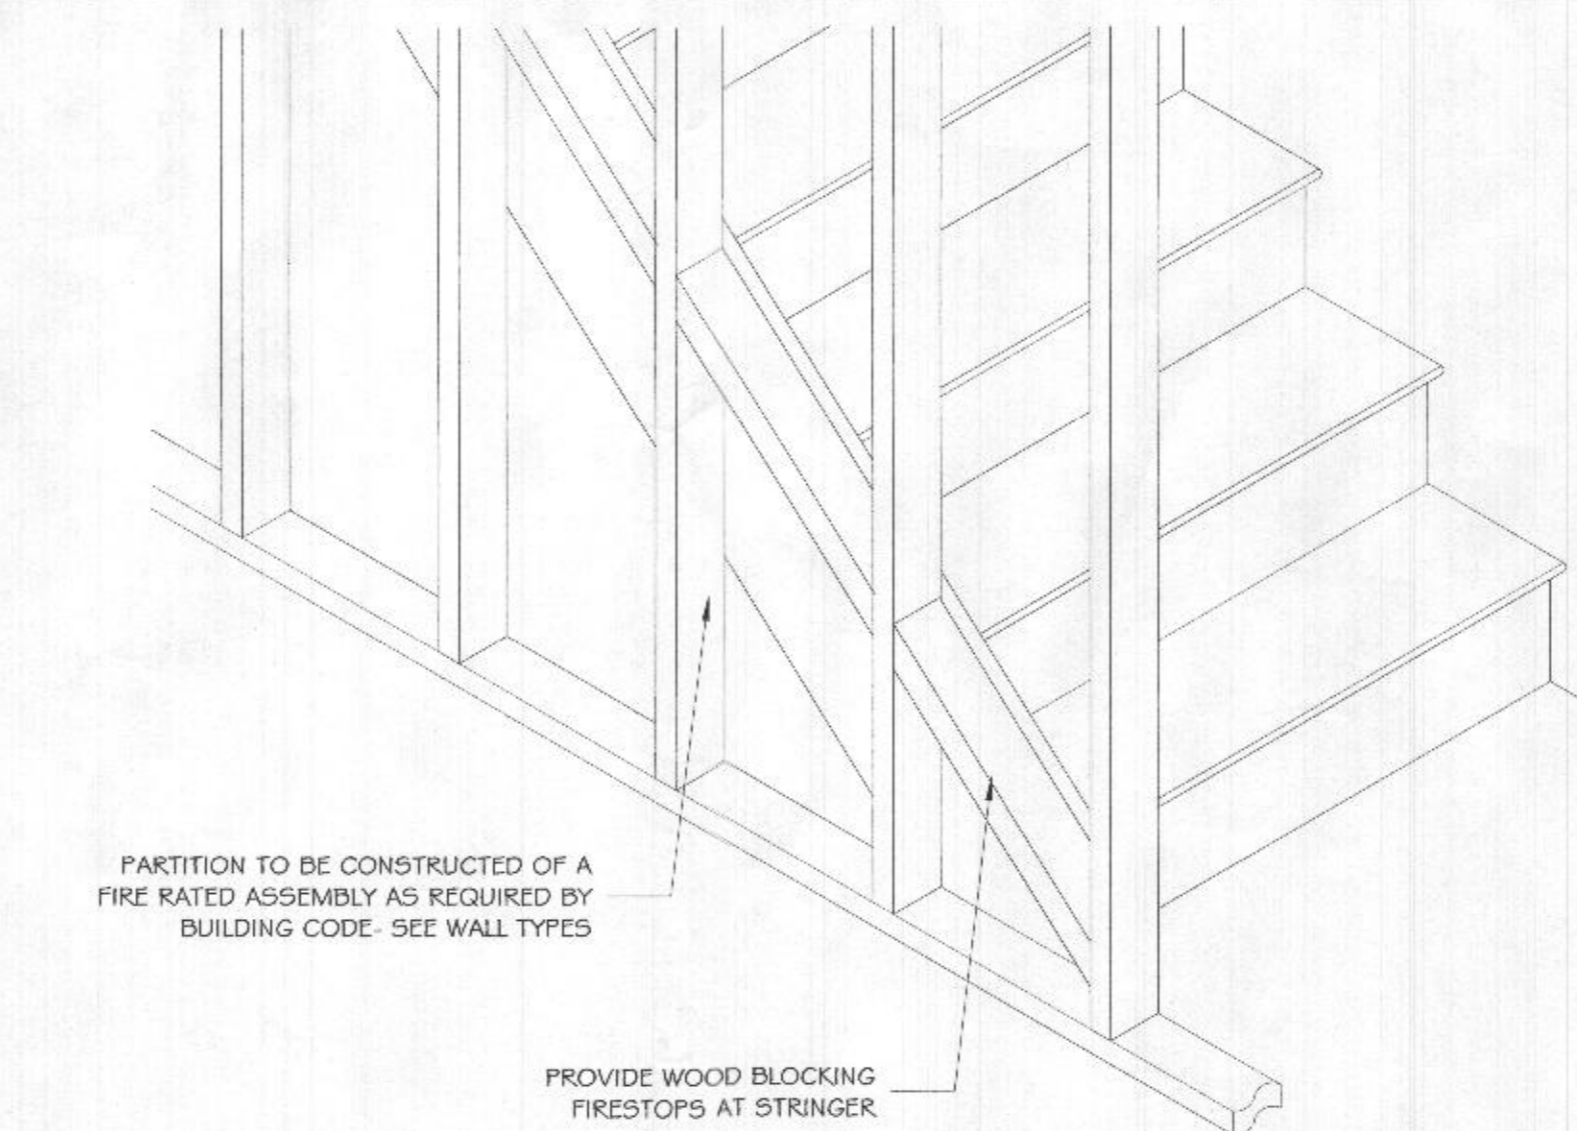 PARTITION TO BE CONSTRUCTED OF A
FIRE RATED ASSEMBLY AS REQUIRED BY
BUILDING CODE- SEE WALL TYPES
PROVIDE WOOD BLOCKING
FIRESTOPS AT STRINGER